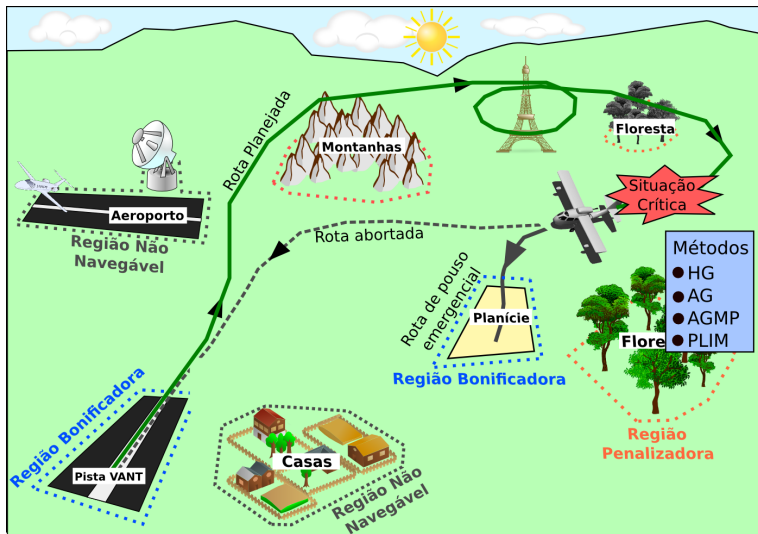 Rota Planejada
Montanhas
Floresta
Situação
Crítica
Aeroporto
Região Não
Navegável
Rota abortada
Métodos
HG
AG
AGMP
PLIM
Rota de pouso
emergencial
Planície
Flore
Região Bonificadora
Região Bonificadora
Região
Penalizadora
Pista VANT
Casas
Região Não
Navegável